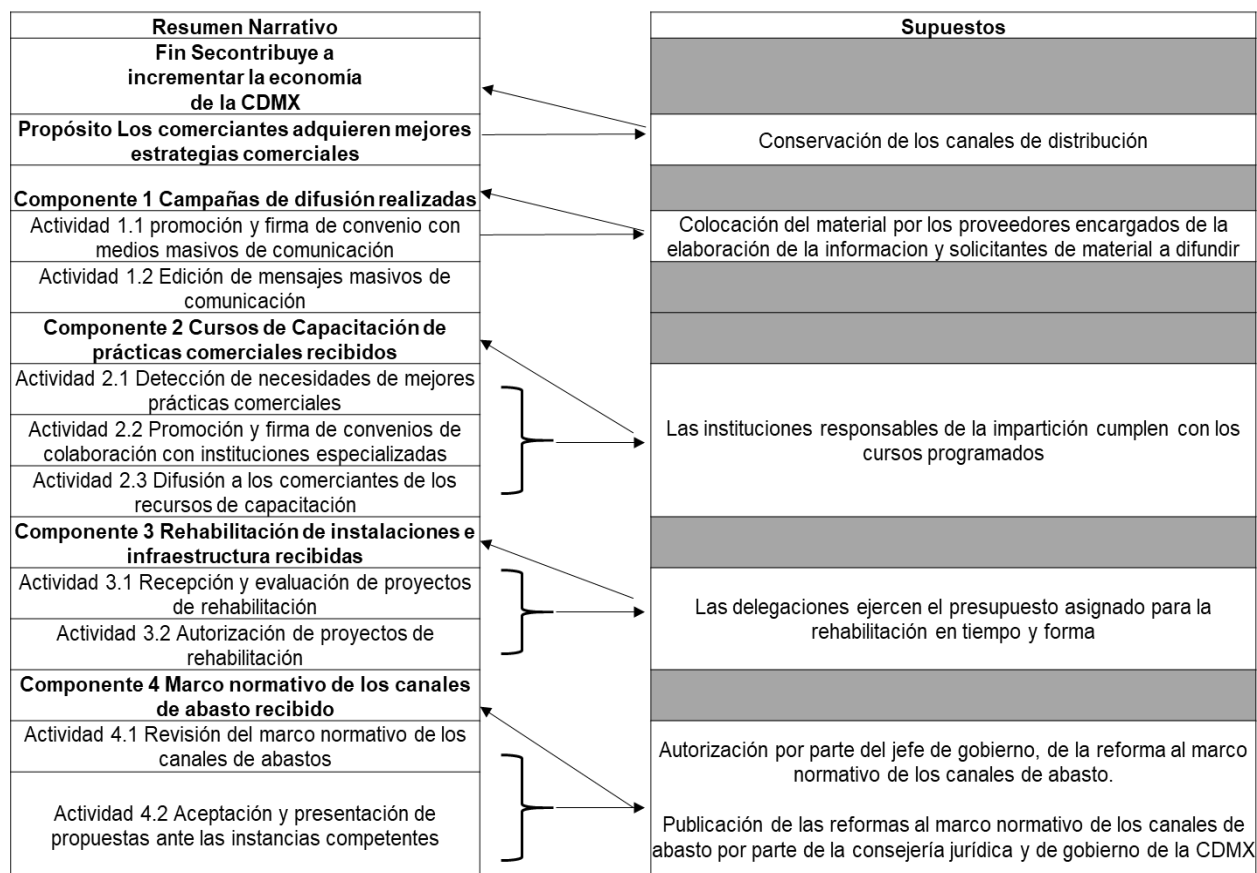 Resumen Narrativo
Fin Secontribuye a
incrementar la economía
de la CDMX
Propósito Los comerciantes adquieren mejores
estrategias comerciales
Componente 1 Campañas de difusión realizadas
Actividad 1.1 promoción y firma de convenio con
medios masivos de comunicación
Actividad 1.2 Edición de mensajes masivos de
comunicación
Componente 2 Cursos de Capacitación de
prácticas comerciales recibidos
Actividad 2.1 Detección de necesidades de mejores
prácticas comerciales
Actividad 2.2 Promoción y firma de convenios de
colaboración con instituciones especializadas
Actividad 2.3 Difusión a los comerciantes de los
recursos de capacitación
Componente 3 Rehabilitación de instalaciones e
infraestructura recibidas
Actividad 3.1 Recepción y evaluación de proyectos
de rehabilitación
Actividad 3.2 Autorización de proyectos de
rehabilitación
Componente 4 Marco normativo de los canales
de abasto recibido
Actividad 4.1 Revisión del marco normativo de los
canales de abastos
Actividad 4.2 Aceptación y presentación de
propuestas ante las instancias competentes
Supuestos
Conservación de los canales de distribución
Colocación del material por los proveedores encargados de la
elaboración de la informacion y solicitantes de material a difundir
Las instituciones responsables de la impartición cumplen con los
cursos programados
Las delegaciones ejercen el presupuesto asignado para la
rehabilitación en tiempo y forma
Autorización por parte del jefe de gobierno, de la reforma al marco
normativo de los canales de abasto.
Publicación de las reformas al marco normativo de los canales de
abasto por parte de la consejería jurídica y de gobierno de la CDMX